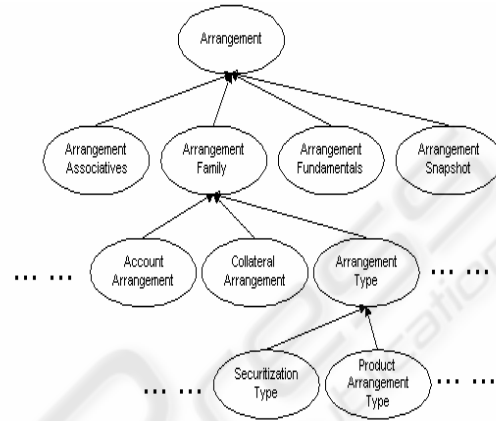 Arrangement
Arrangement
Associatives
Arrangement
Family
Arrangement
Fundamentals
Arrangement
Snapshot
... ...
Account
Arrangement
Collateral
Arrangement
Arrangement
Type
... ...
... ...
Securitization
Type
Product
Arrangement
Type
... ...